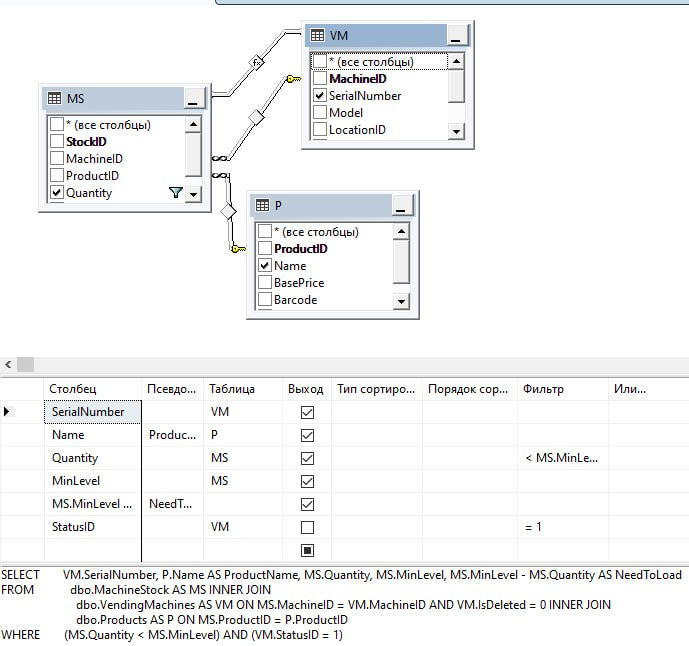 VM
* (все столбцы)
MachineID
SerialNumber
Model
LocationID
MS
* (все столбцы)
StockID
MachineID
ProductID
Quantity
P
* (все столбцы)
ProductID
Name
BasePrice
Barcode
Столбец Псевдо... Таблица Выход Тип сортиро... Порядок сор... Фильтр Или...
SerialNumber VM
Name Produc... P
Quantity MS < MS.MinLe...
MinLevel MS
MS.MinLevel ... NeedT...
StatusID VM = 1
SELECT VM.SerialNumber, P.Name AS ProductName, MS.Quantity, MS.MinLevel, MS.MinLevel - MS.Quantity AS NeedToLoad
FROM dbo.MachineStock AS MS INNER JOIN
dbo.VendingMachines AS VM ON MS.MachineID = VM.MachineID AND VM.IsDeleted = 0 INNER JOIN
dbo.Products AS P ON MS.ProductID = P.ProductID
WHERE (MS.Quantity < MS.MinLevel) AND (VM.StatusID = 1)